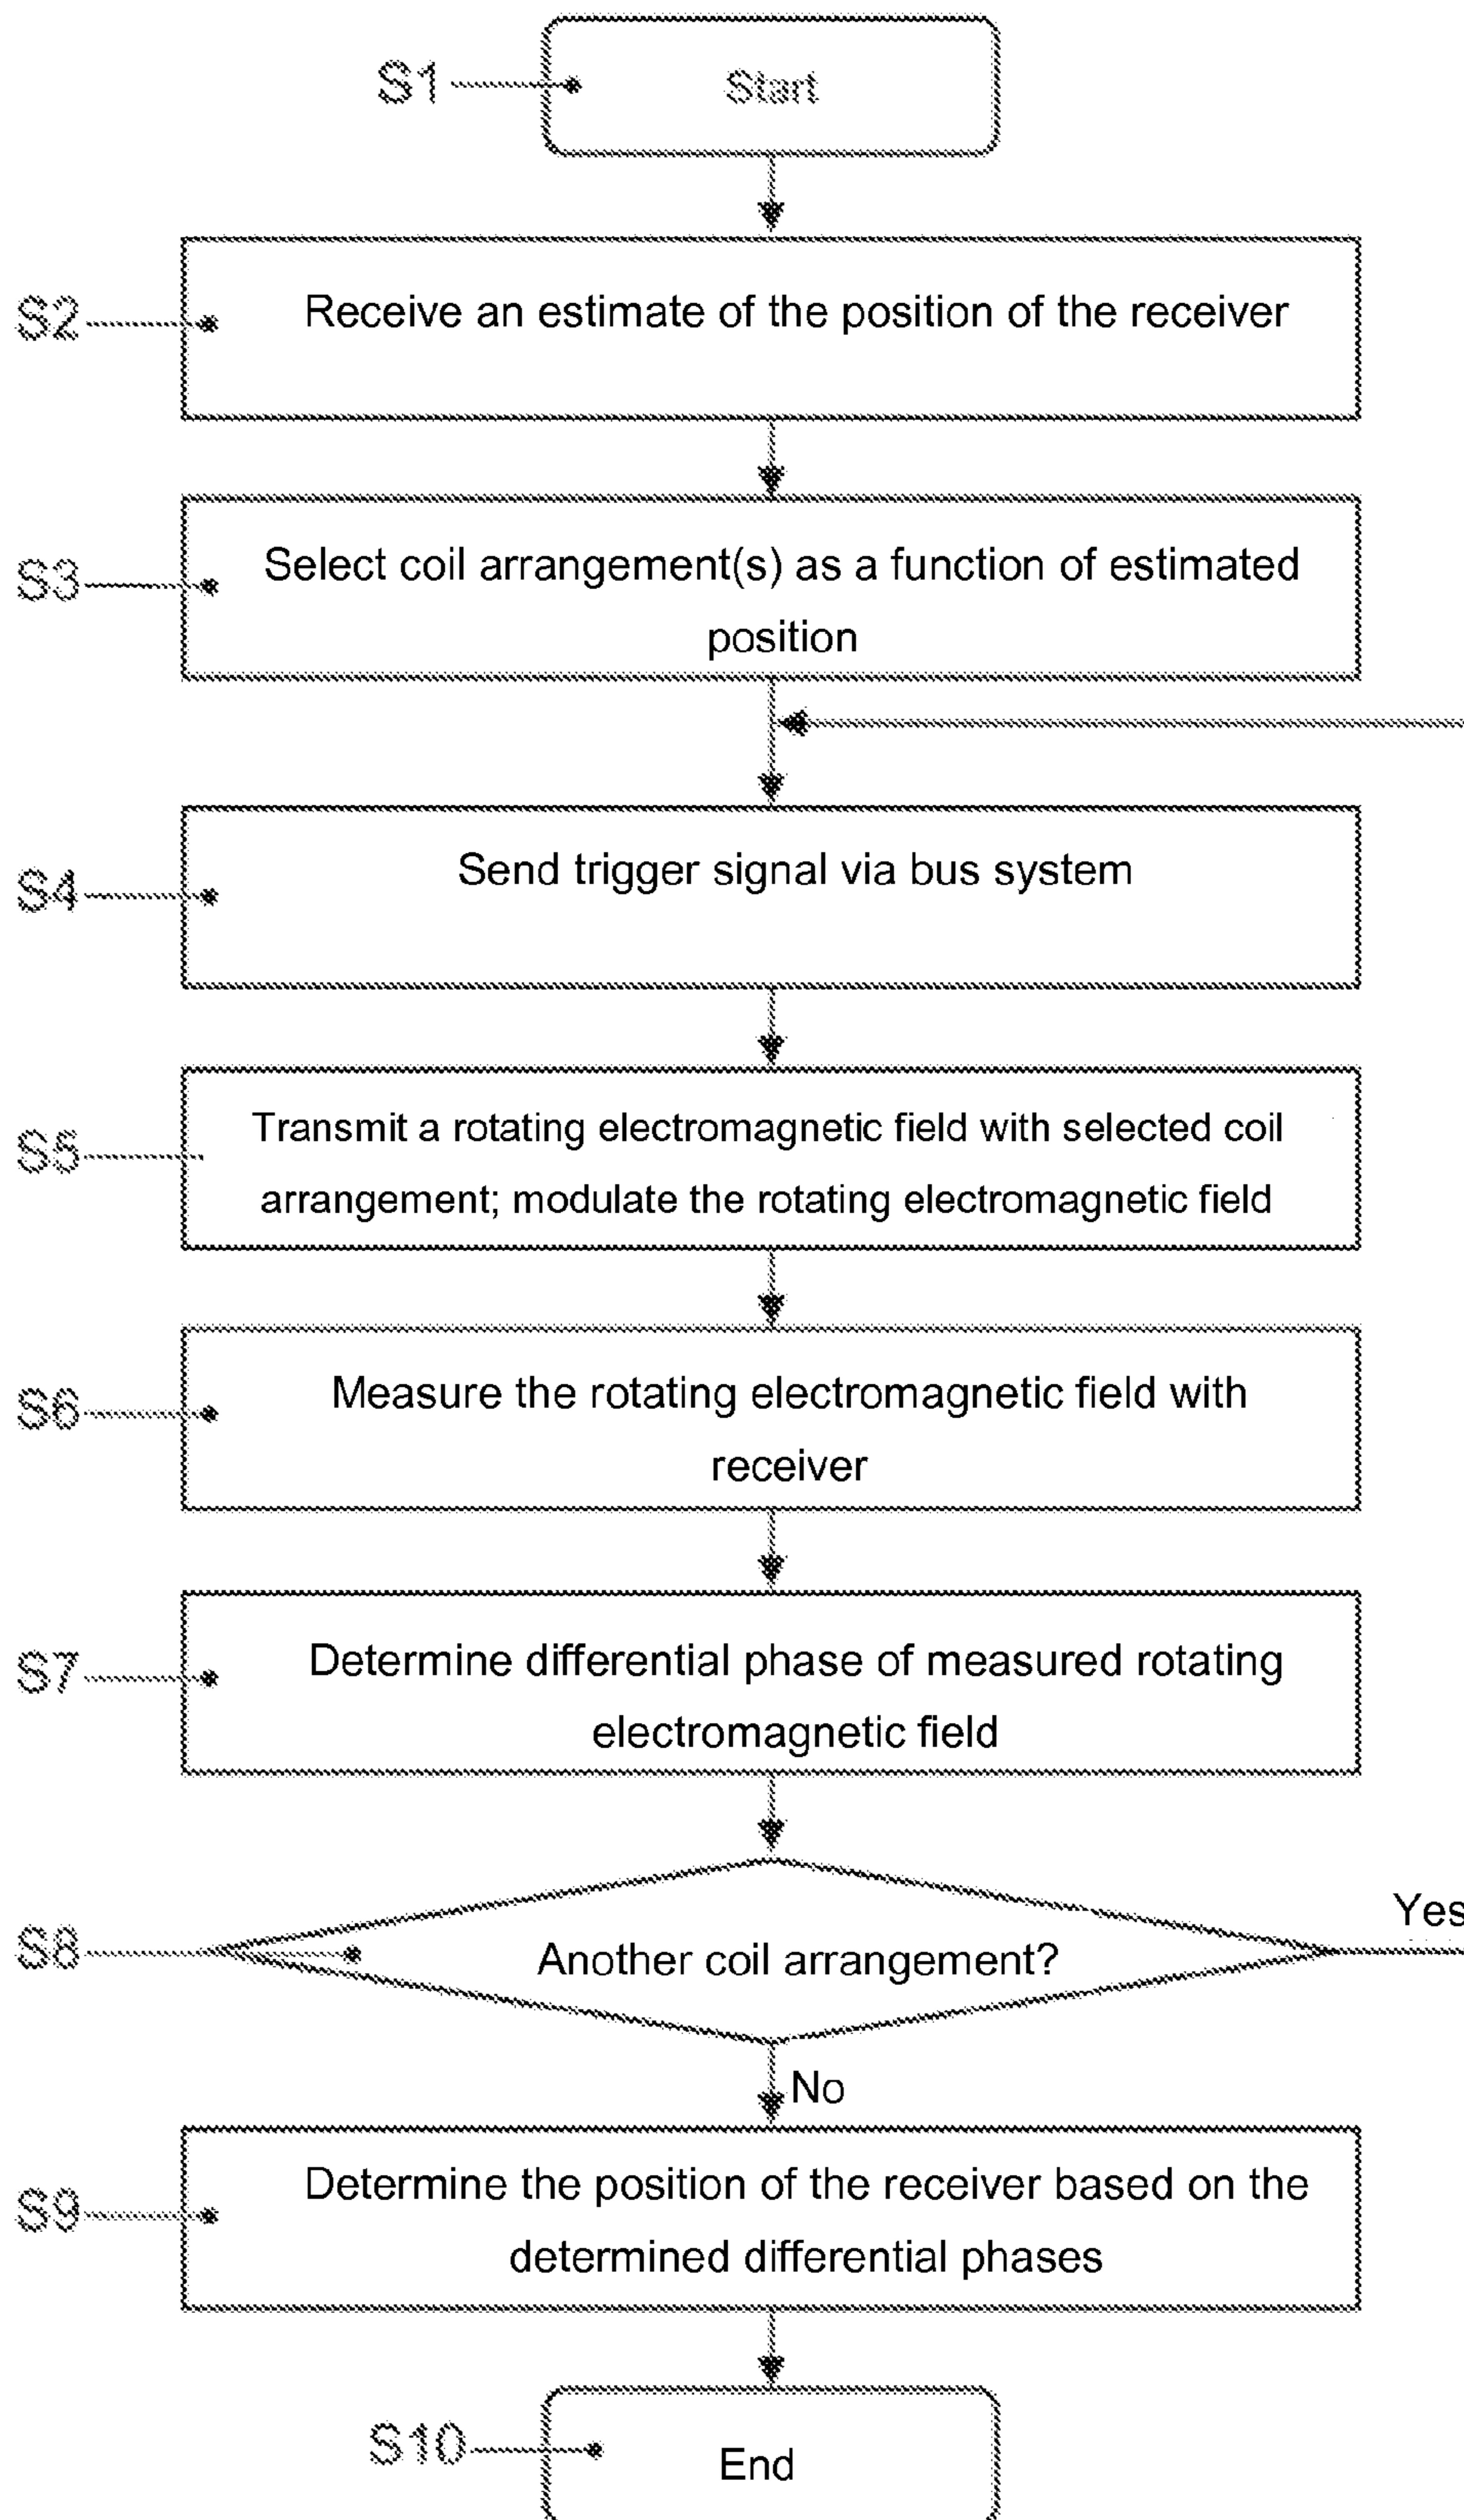 S1
Start
S2
Receive an estimate of the position of the receiver
S3
Select coil arrangement(s) as a function of estimated
position
S4
Send trigger signal via bus system
S5
Transmit a rotating electromagnetic field with selected coil
arrangement; modulate the rotating electromagnetic field
S6
Measure the rotating electromagnetic field with
receiver
S7
Determine differential phase of measured rotating
electromagnetic field
S8
Another coil arrangement?
Yes
No
S9
Determine the position of the receiver based on the
determined differential phases
S10
End